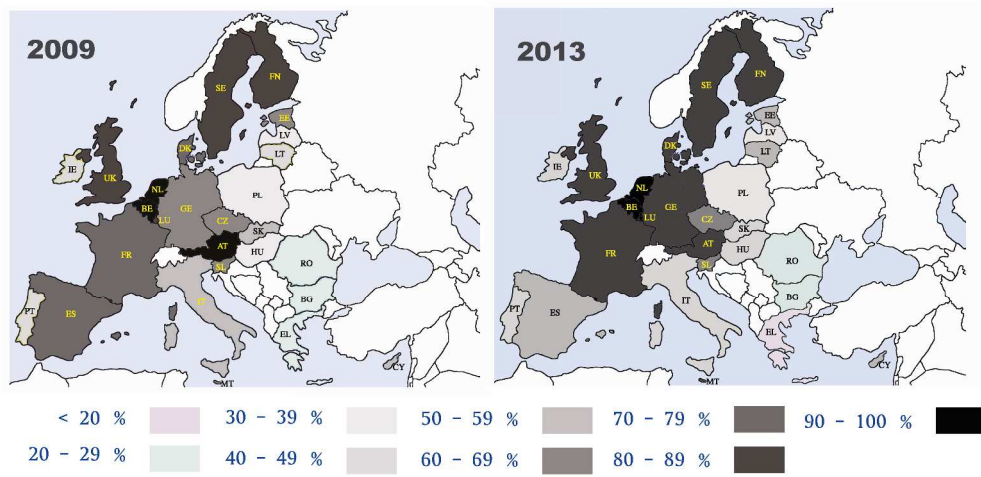 2009
SE
FN
EE
LV
LT
DK
IE
UK
NL
BE
LU
GE
PL
CZ
SK
AT
HU
FR
SL
RO
BG
IT
PT
ES
EL
MT
CY
2013
SE
FN
EE
LV
LT
DK
IE
UK
NL
BE
LU
GE
PL
CZ
SK
AT
HU
FR
SL
RO
BG
IT
PT
ES
EL
MT
CY
< 20 % 30 - 39 % 50 - 59 % 70 - 79 % 90 - 100 %
20 - 29 % 40 - 49 % 60 - 69 % 80 - 89 %